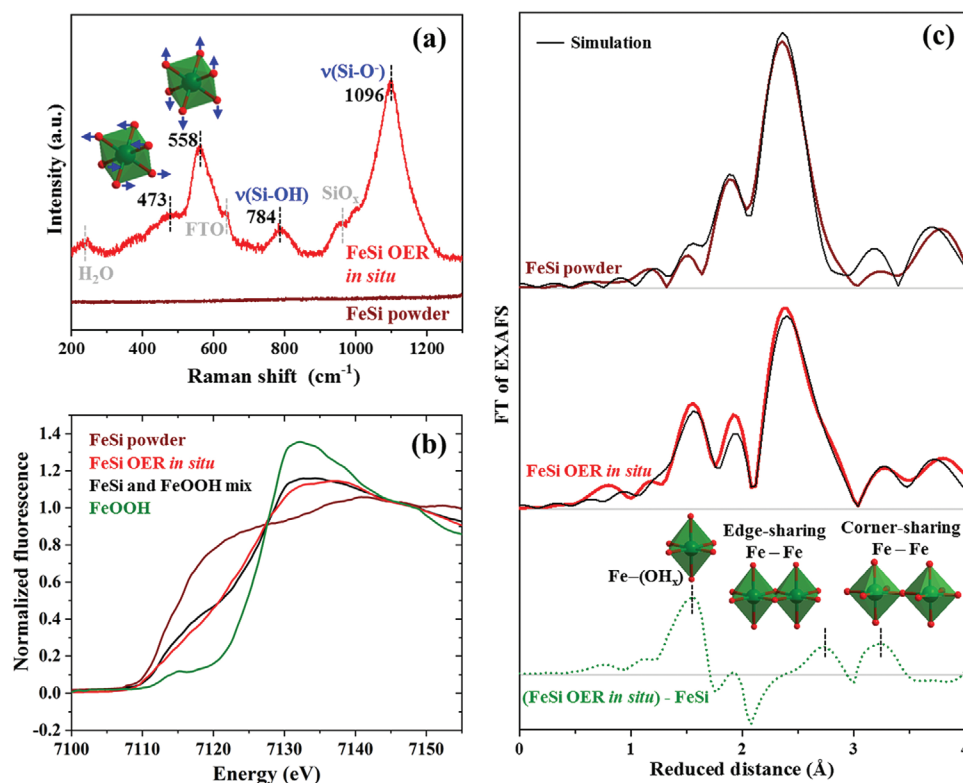 (a)
ν(Si-O⁻)
1096
558
473
ν(Si-OH)
784
SiOₓ
FTO
H₂O
FeSi OER
in situ
FeSi powder
Intensity (a.u.)
200 400 600 800 1000 1200
Raman shift (cm⁻¹)
(b)
FeSi powder
FeSi OER in situ
FeSi and FeOOH mix
FeOOH
1.4
1.2
1.0
0.8
0.6
0.4
0.2
0.0
-0.2
Normalized fluorescence
7100 7110 7120 7130 7140 7150
Energy (eV)
(c)
Simulation
FeSi powder
FeSi OER in situ
Edge-sharing
Fe – Fe
Corner-sharing
Fe – Fe
Fe–(OHₓ)
(FeSi OER in situ) - FeSi
FT of EXAFS
0 1 2 3 4
Reduced distance (Å)